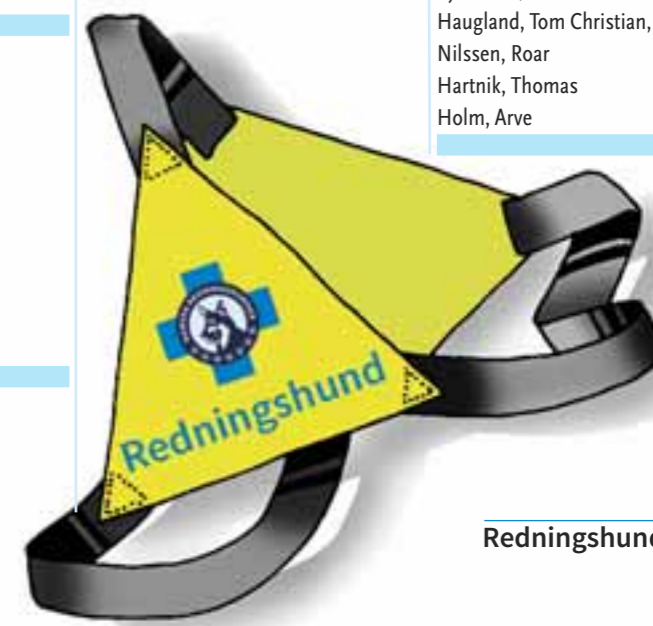 Haugland, Tom Christian,
Nilssen, Roar
Hartnik, Thomas
Holm, Arve
Redningshund
Redningshund